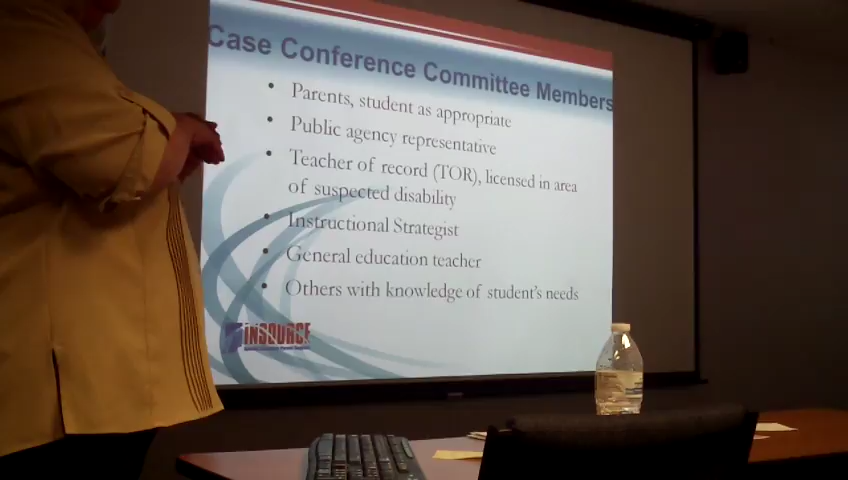 Case Conference Committee Members
• Parents, student as appropriate
• Public agency representative
• Teacher of record (TOR), licensed in area
of suspected disability
• Instructional Strategist
• General education teacher
• Others with knowledge of student's needs
INSOURCE